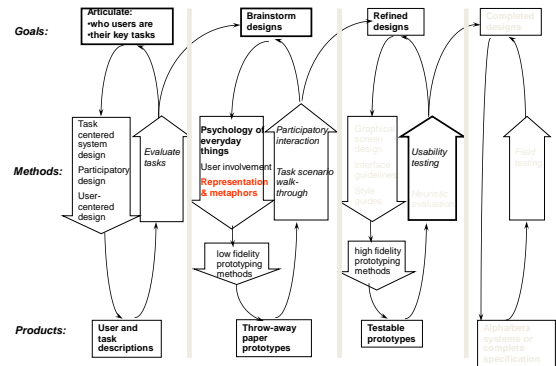 Goals:
Articulate:
•who users are
•their key tasks
Brainstorm
designs
Refined
designs
Completed
designs
Methods:
Task
centered
system
design
Participatory
design
User-
centered
design
Evaluate
tasks
Psychology of
everyday
things
User involvement
Representation
& metaphors
Participatory
interaction
Task scenario
walk-
through
Graphical
screen
design
Interface
guidelines
Style
guides
Usability
testing
Heuristic
evaluation
Field
testing
low fidelity
prototyping
methods
high fidelity
prototyping
methods
Products:
User and
task
descriptions
Throw-away
paper
prototypes
Testable
prototypes
Alpha/beta
systems or
complete
specification